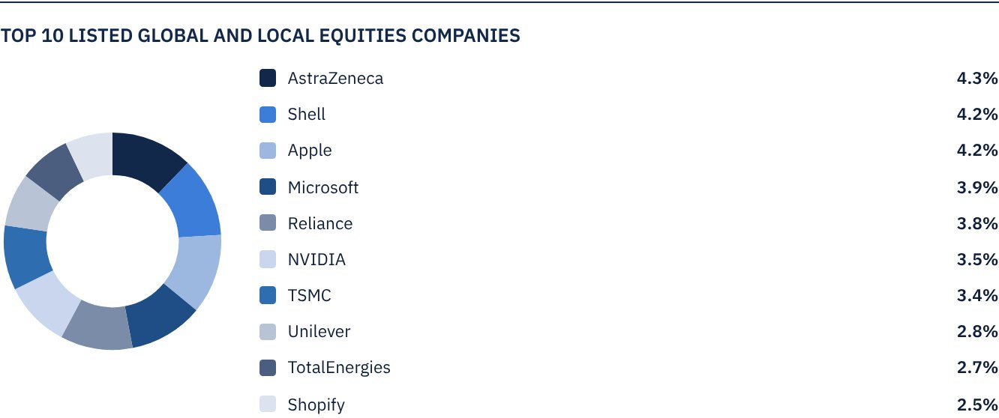 TOP 10 LISTED GLOBAL AND LOCAL EQUITIES COMPANIES
AstraZeneca 4.3%
Shell 4.2%
Apple 4.2%
Microsoft 3.9%
Reliance 3.8%
NVIDIA 3.5%
TSMC 3.4%
Unilever 2.8%
TotalEnergies 2.7%
Shopify 2.5%